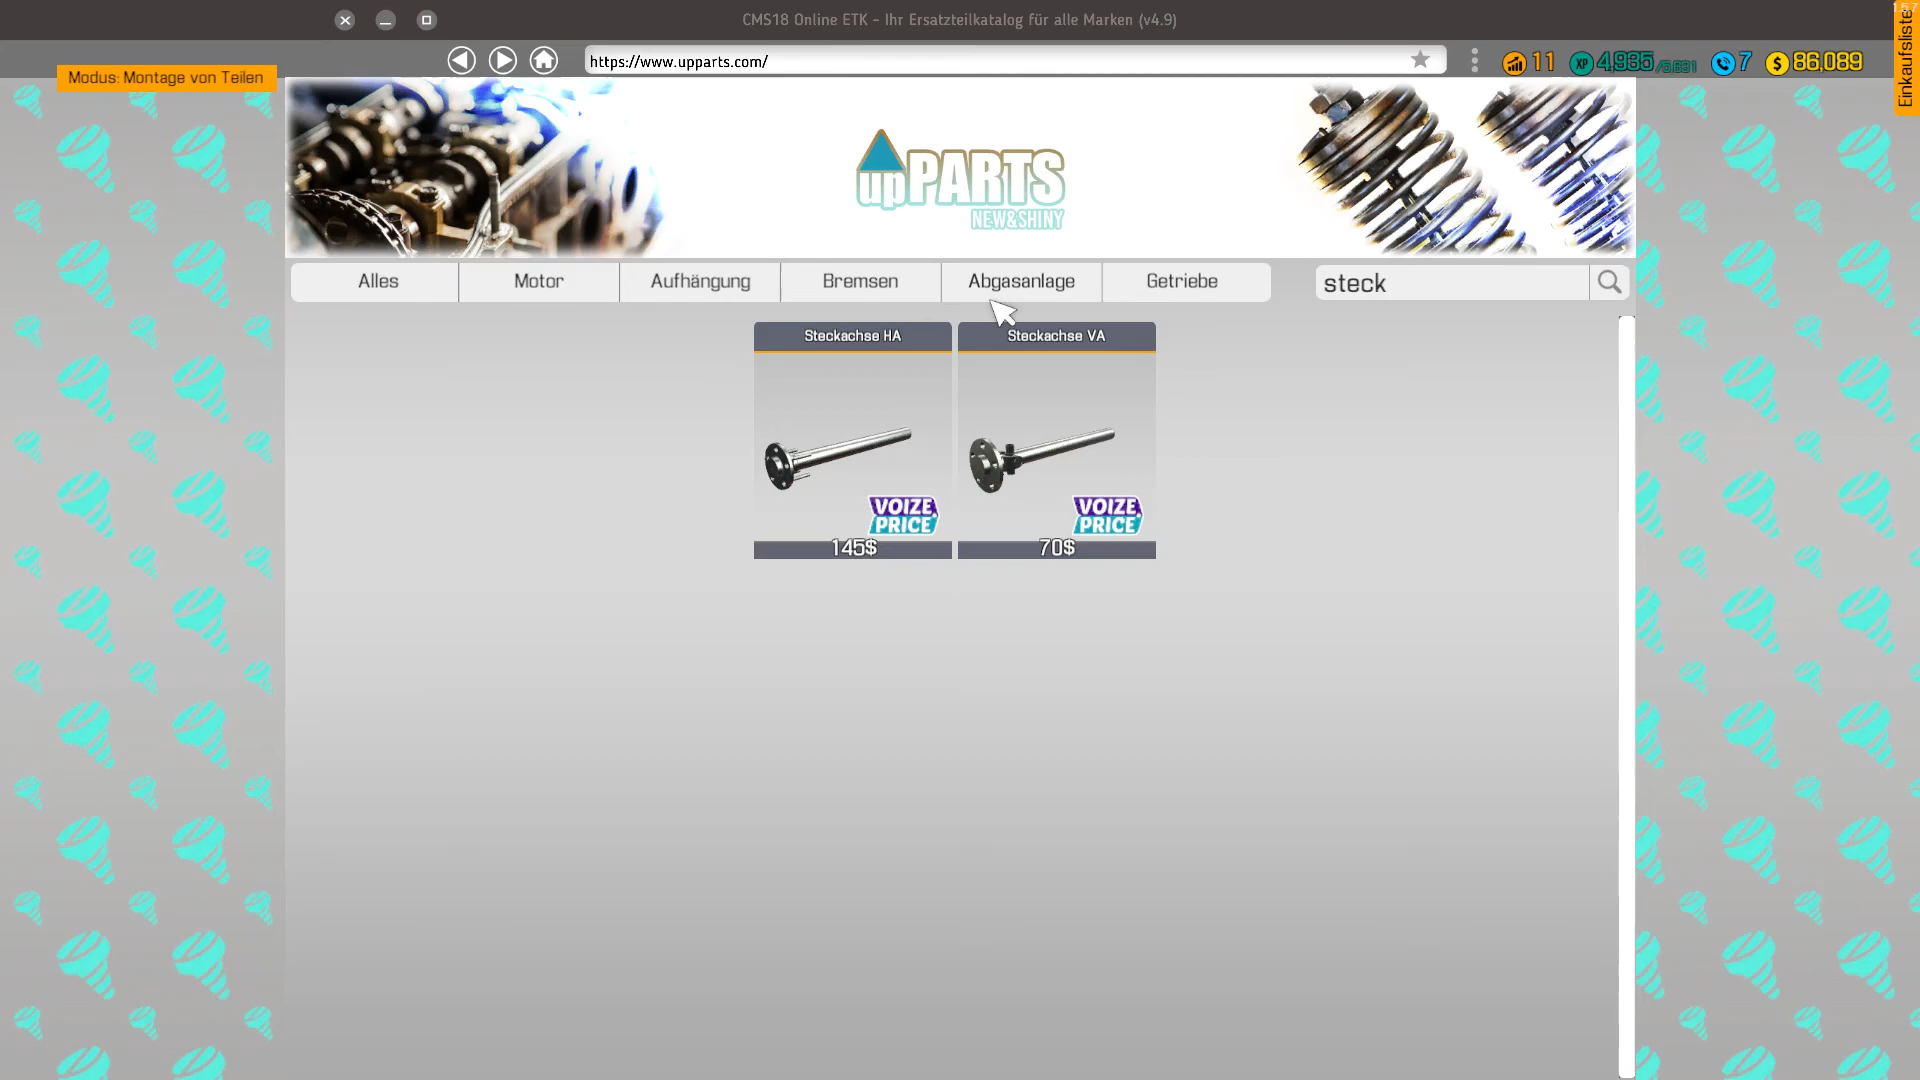 CMS18 Online ETK - Ihr Ersatzteilkatalog für alle Marken (v4.9)
https://www.upparts.com/
11
XP
4,935
7
$
86,089
Einkaufsliste
Modus: Montage von Teilen
upPARTS
NEW&SHINY
Alles
Motor
Aufhängung
Bremsen
Abgasanlage
Getriebe
steck
Steckachse HA
Steckachse VA
VOIZE
PRICE
VOIZE
PRICE
145$
70$